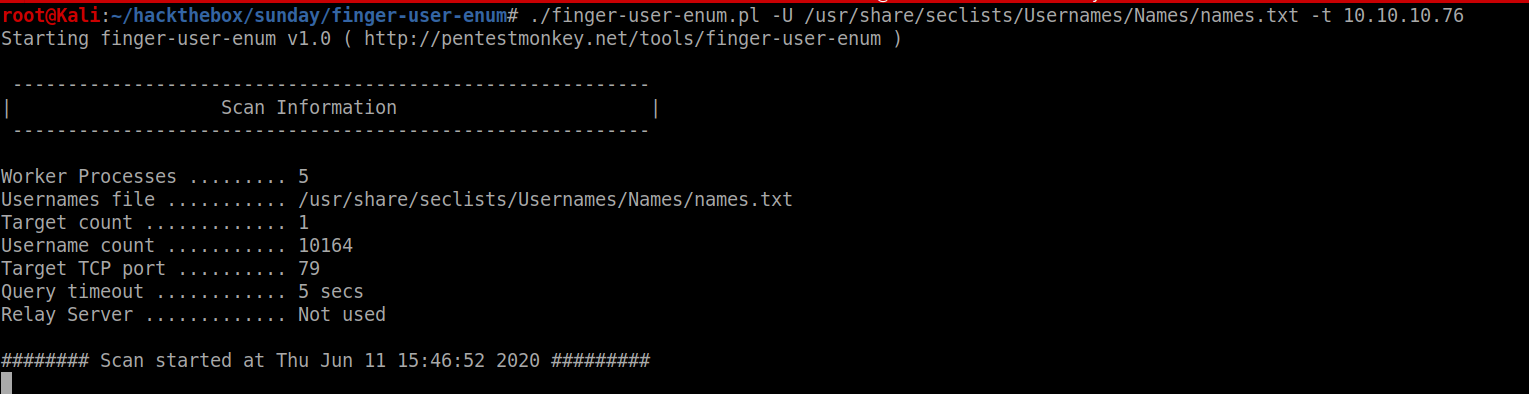 root@Kali:~/hackthebox/sunday/finger-user-enum# ./finger-user-enum.pl -U /usr/share/seclists/Usernames/Names/names.txt -t 10.10.10.76
Starting finger-user-enum v1.0 ( http://pentestmonkey.net/tools/finger-user-enum )
 ----------------------------------------------------------
|                   Scan Information                       |
 ----------------------------------------------------------
Worker Processes ......... 5
Usernames file ........... /usr/share/seclists/Usernames/Names/names.txt
Target count ............. 1
Username count ........... 10164
Target TCP port .......... 79
Query timeout ............ 5 secs
Relay Server ............. Not used
######## Scan started at Thu Jun 11 15:46:52 2020 #########